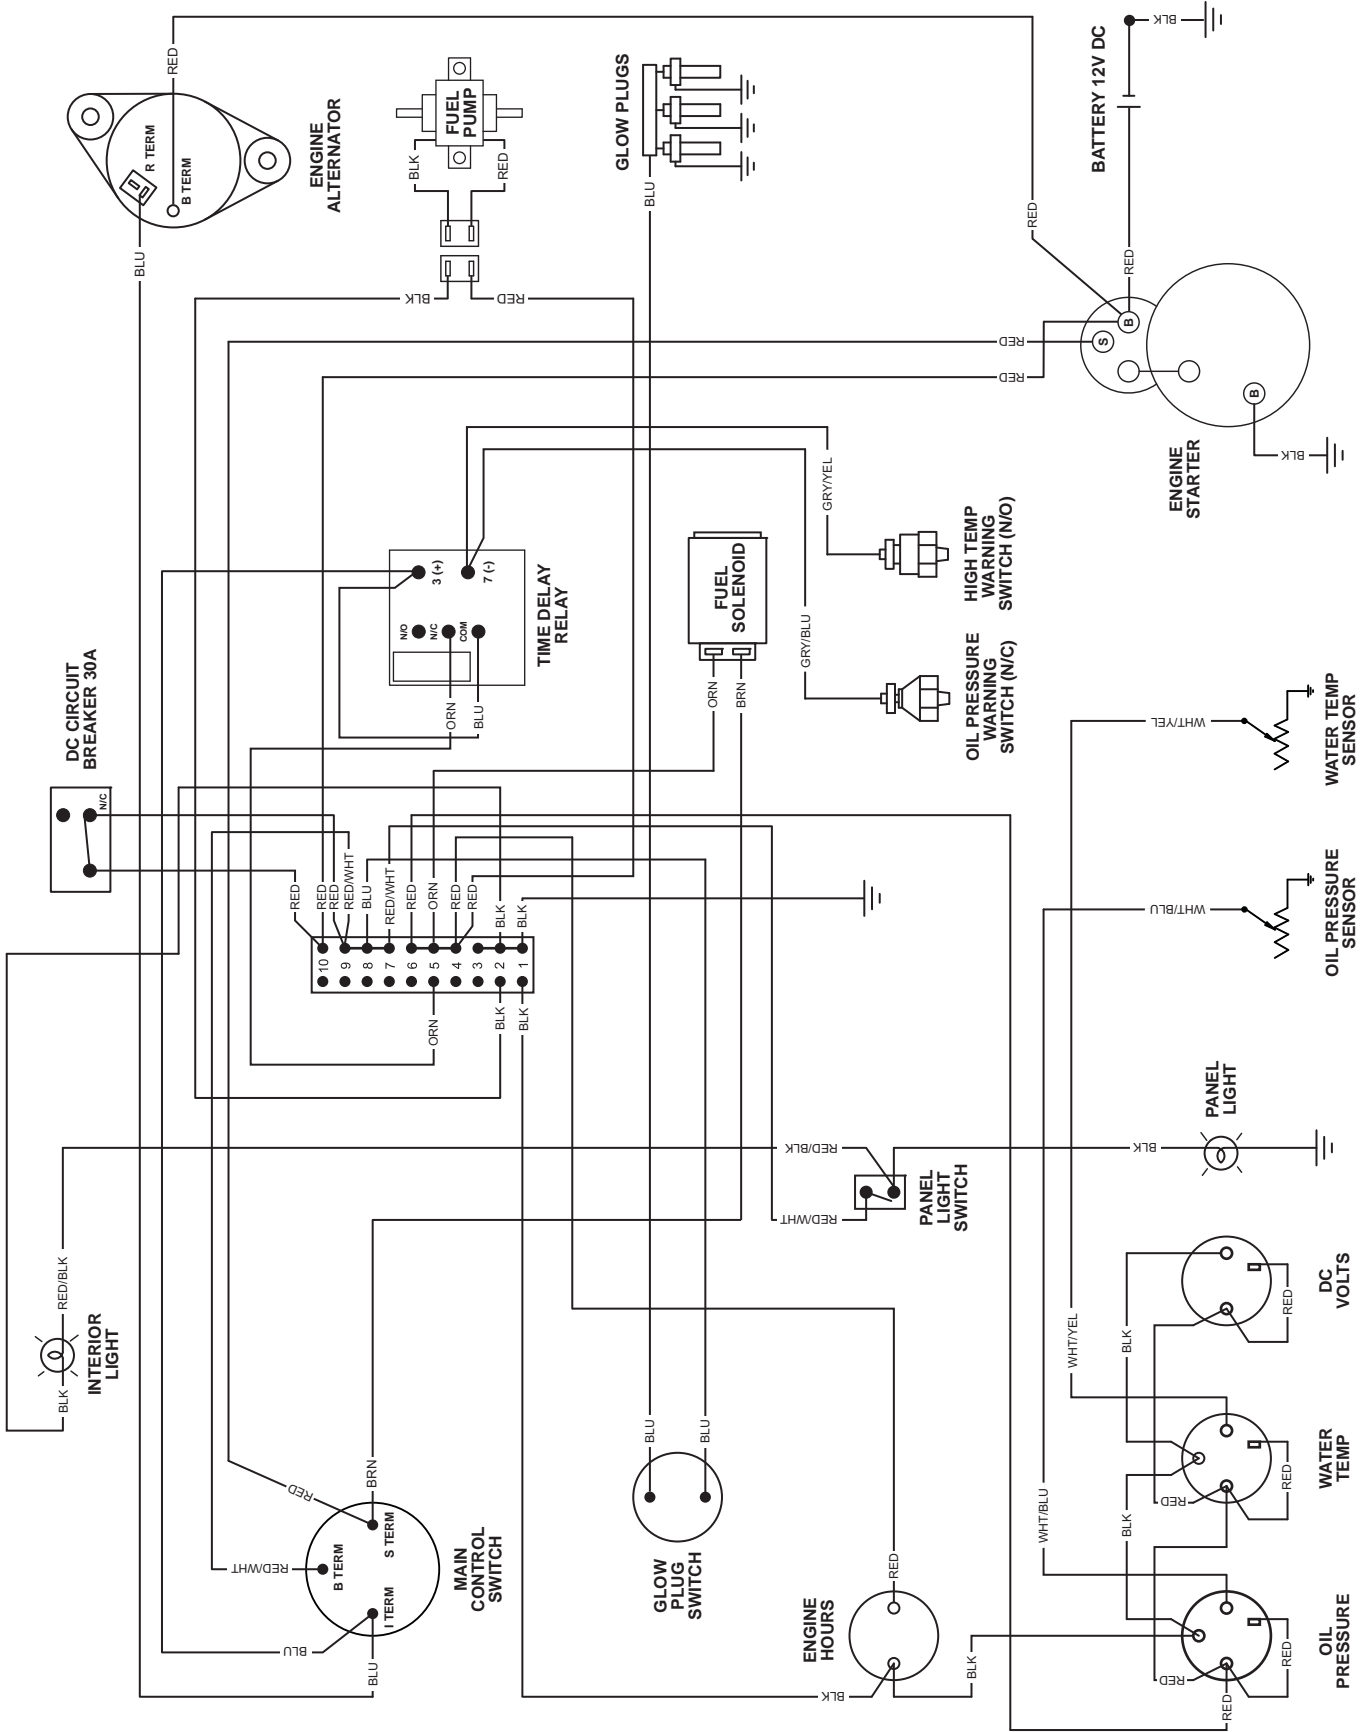 RED
BLK
BATTERY 12V DC
R TERM
B TERM
ENGINE
ALTERNATOR
FUEL
PUMP
BLK
RED
GLOW PLUGS
BLU
RED
BLU
RED
BLK
RED
RED
B
S
RED
B
BLK
ENGINE
STARTER
GRY/YEL
HIGH TEMP
WARNING
SWITCH (N/O)
3 (+)
7 (-)
N/O
N/C
COM
TIME DELAY
RELAY
FUEL
SOLENOID
GRY/BLU
OIL PRESSURE
WARNING
SWITCH (N/C)
ORN
BLU
ORN
BRN
DC CIRCUIT
BREAKER 30A
N/C
WHT/YEL
WATER TEMP
SENSOR
RED
RED
RED
RED/WHT
BLU
RED/WHT
RED
ORN
RED
RED
BLK
BLK
10
9
8
7
6
5
4
3
2
1
ORN
BLK
BLK
WHT/BLU
OIL PRESSURE
SENSOR
RED/BLK
BLK
PANEL
LIGHT
RED/WHT
PANEL
LIGHT
SWITCH
RED/BLK
BLK
INTERIOR
LIGHT
RED
DC
VOLTS
BLK
WHT/YEL
RED
BRN
RED/WHT
B TERM
S TERM
I TERM
MAIN
CONTROL
SWITCH
BLU
BLU
BLU
BLU
GLOW
PLUG
SWITCH
RED
BLK
WHT/BLU
RED
WATER
TEMP
RED
ENGINE
HOURS
BLK
BLK
RED
RED
RED
OIL
PRESSURE